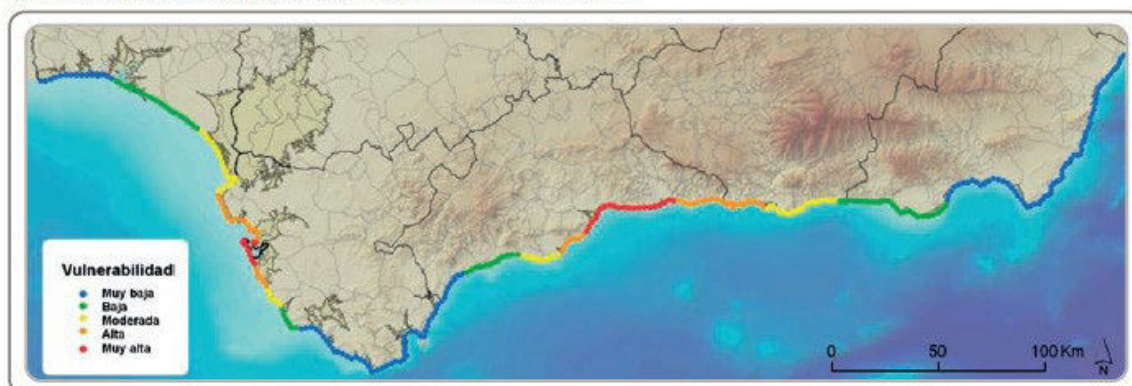 Vulnerabilidad
Muy baja
Baja
Moderada
Alta
Muy alta
0 50 100 Km
N